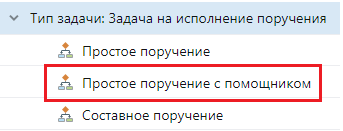 Тип задачи: Задача на исполнение поручения
Простое поручение
Простое поручение с помощником
Составное поручение